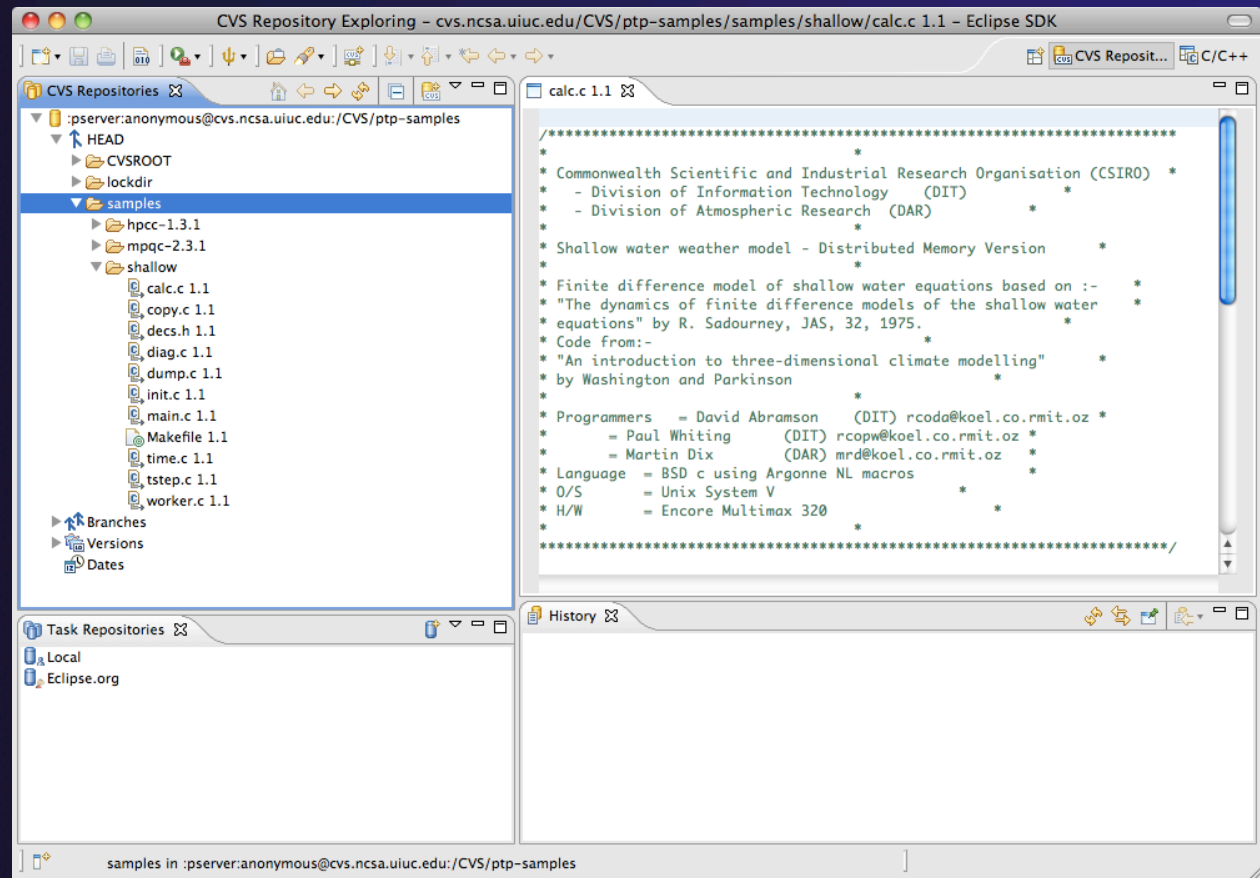 CVS Repository Exploring – cvs.ncsa.uiuc.edu/CVS/ptp-samples/samples/shallow/calc.c 1.1 – Eclipse SDK
CVS Reposit... C/C++
CVS Repositories
:pserver:anonymous@cvs.ncsa.uiuc.edu:/CVS/ptp-samples
HEAD
CVSROOT
lockdir
samples
hpcc-1.3.1
mpqc-2.3.1
shallow
calc.c 1.1
copy.c 1.1
decs.h 1.1
diag.c 1.1
dump.c 1.1
init.c 1.1
main.c 1.1
Makefile 1.1
time.c 1.1
tstep.c 1.1
worker.c 1.1
Branches
Versions
Dates
calc.c 1.1
/************************************************************************
* *
* Commonwealth Scientific and Industrial Research Organisation (CSIRO) *
* - Division of Information Technology (DIT) *
* - Division of Atmospheric Research (DAR) *
* *
* Shallow water weather model - Distributed Memory Version *
* *
* Finite difference model of shallow water equations based on :- *
* "The dynamics of finite difference models of the shallow water *
* equations" by R. Sadourney, JAS, 32, 1975. *
* Code from:- *
* "An introduction to three-dimensional climate modelling" *
* by Washington and Parkinson *
* *
* Programmers = David Abramson (DIT) rcoda@koel.co.rmit.oz *
* = Paul Whiting (DIT) rcopw@koel.co.rmit.oz *
* = Martin Dix (DAR) mrd@koel.co.rmit.oz *
* Language = BSD c using Argonne NL macros *
* O/S = Unix System V *
* H/W = Encore Multimax 320 *
* *
************************************************************************/
Task Repositories
Local
Eclipse.org
History
samples in :pserver:anonymous@cvs.ncsa.uiuc.edu:/CVS/ptp-samples